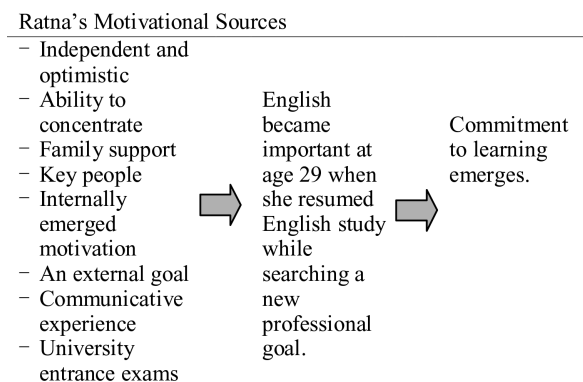 Ratna’s Motivational Sources
− Independent and
optimistic
− Ability to
concentrate
− Family support
− Key people
− Internally
emerged
motivation
− An external goal
− Communicative
experience
− University
entrance exams
English
became
important at
age 29 when
she resumed
English study
while
searching a
new
professional
goal.
Commitment
to learning
emerges.